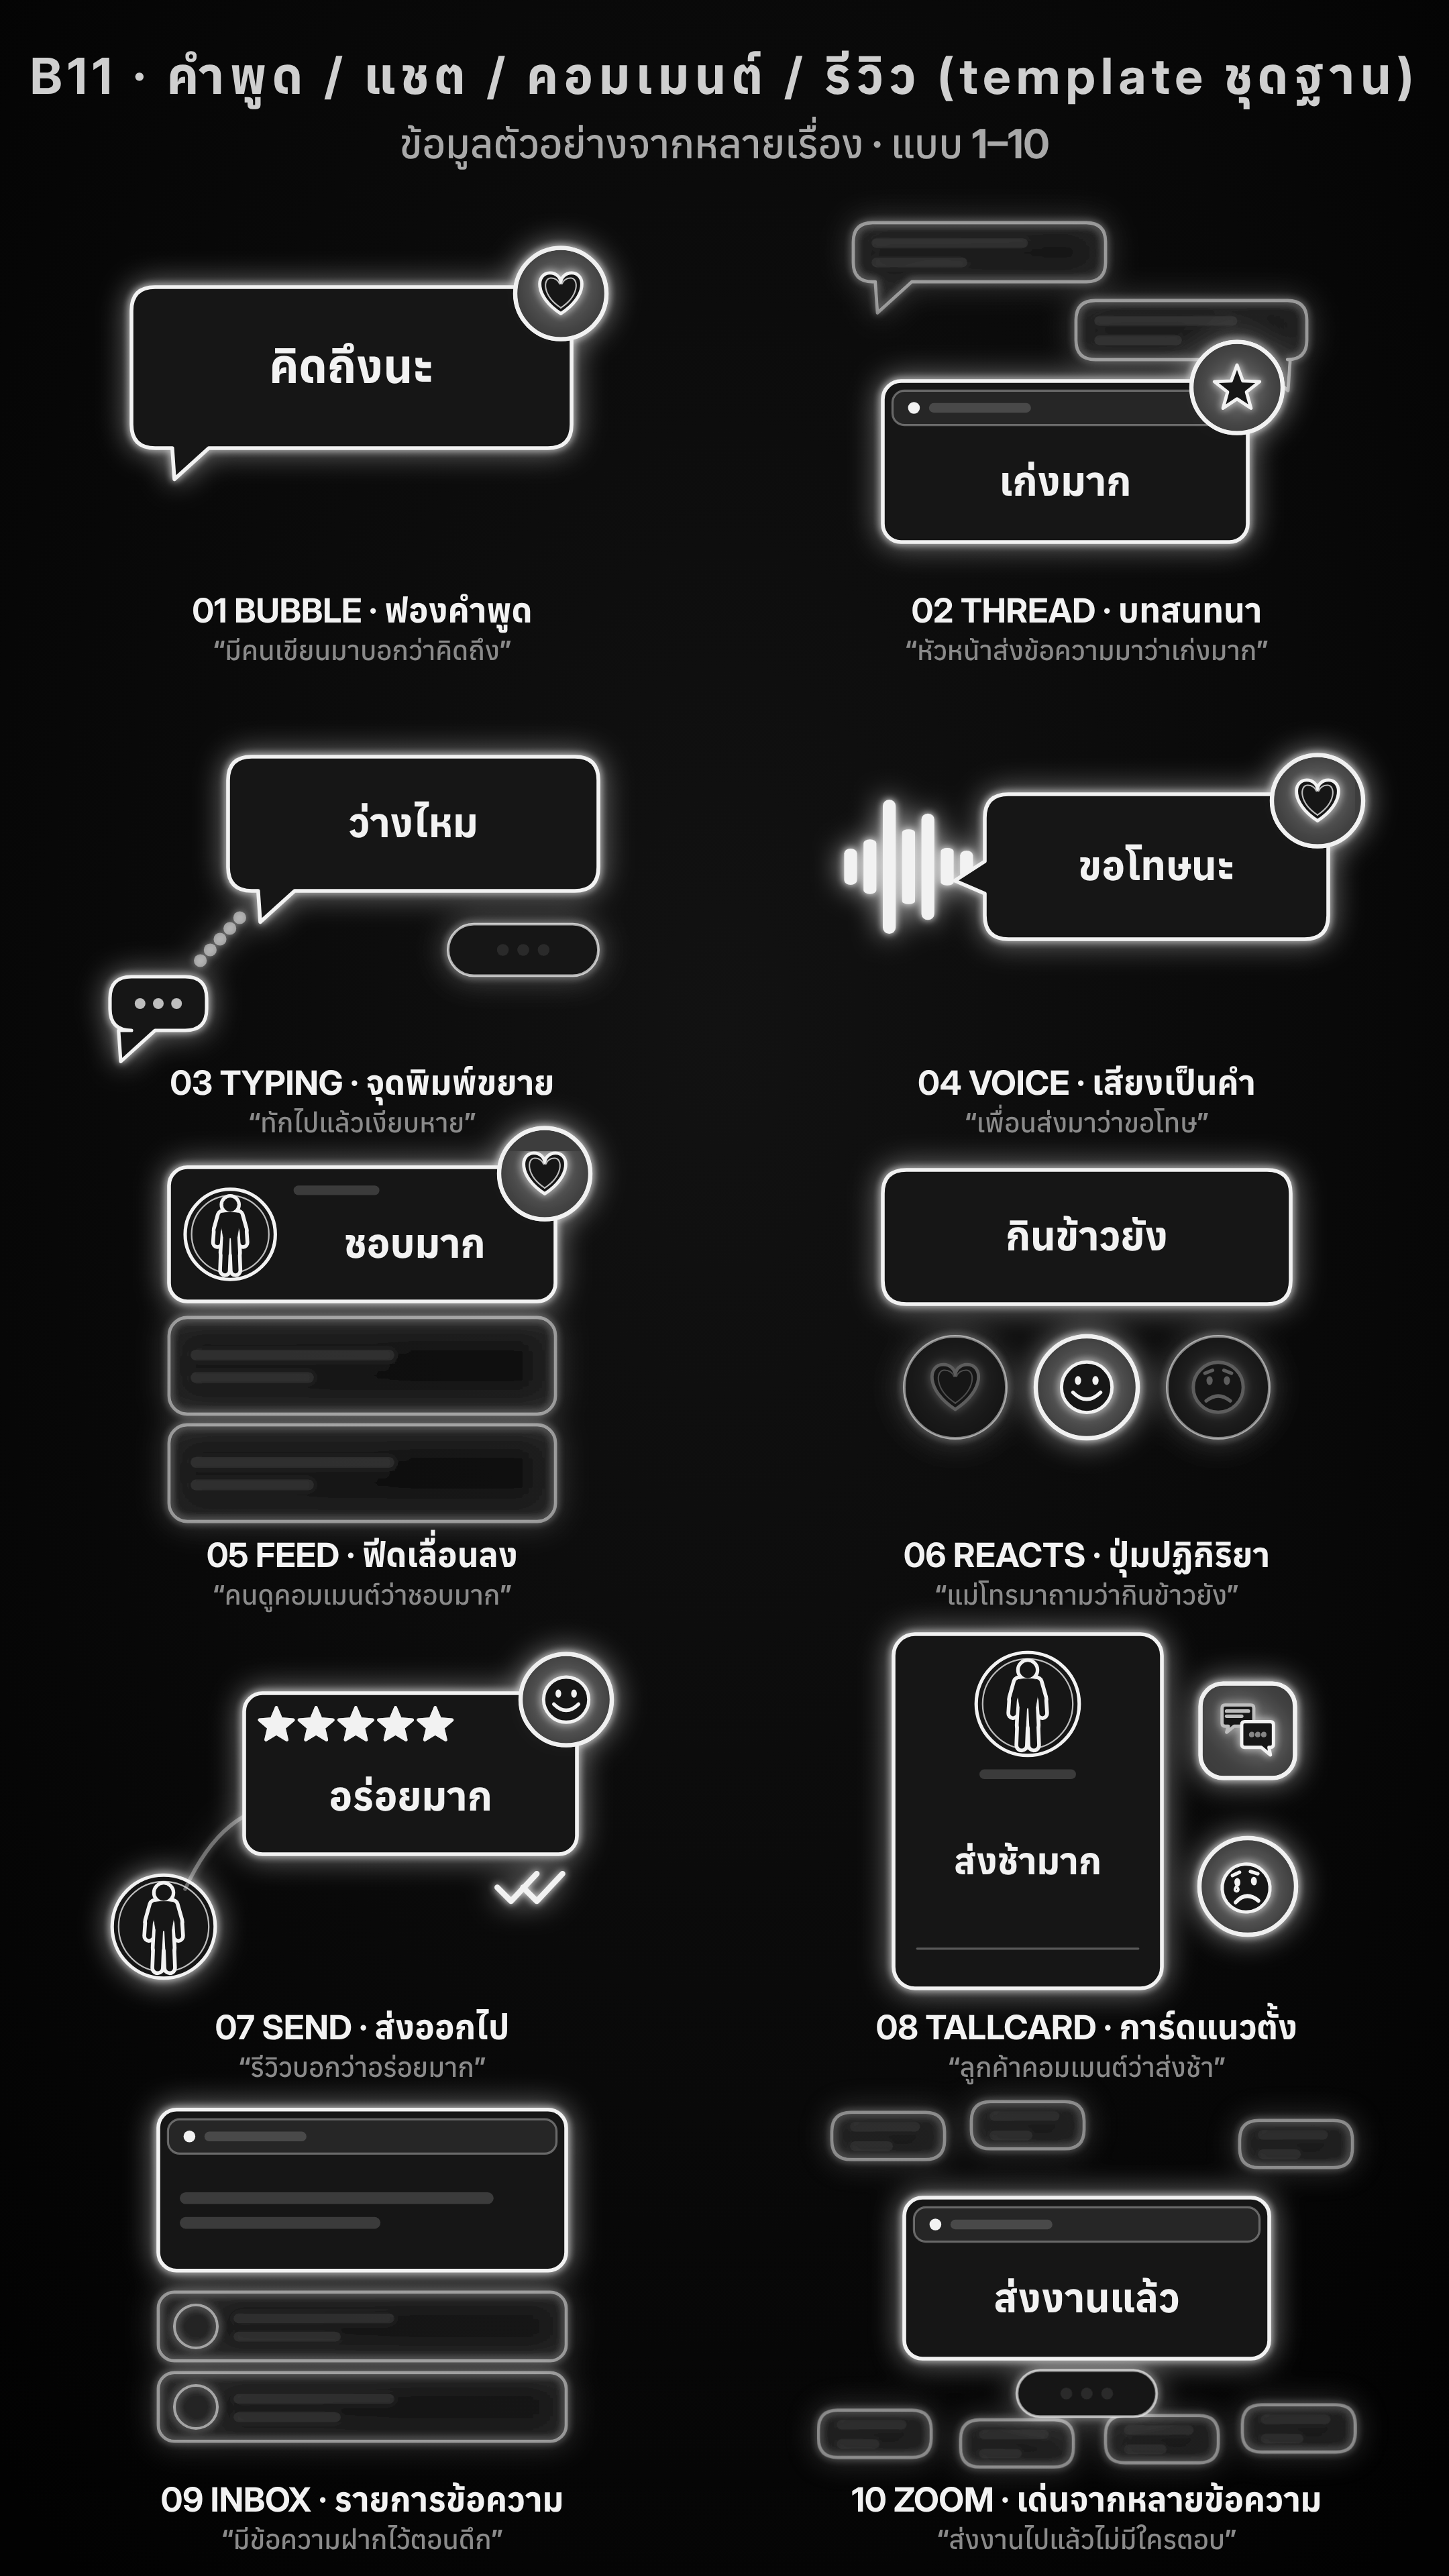 B11 · คำพูด / แชต / คอมเมนต์ / รีวิว (template ชุดฐาน)
ข้อมูลตัวอย่างจากหลายเรื่อง · แบบ 1–10
คิดถึงนะ
01 BUBBLE · ฟองคำพูด
“มีคนเขียนมาบอกว่าคิดถึง”
เก่งมาก
02 THREAD · บทสนทนา
“หัวหน้าส่งข้อความมาว่าเก่งมาก”
ว่างไหม
03 TYPING · จุดพิมพ์ขยาย
“ทักไปแล้วเงียบหาย”
ขอโทษนะ
04 VOICE · เสียงเป็นคำ
“เพื่อนส่งมาว่าขอโทษ”
ชอบมาก
05 FEED · ฟีดเลื่อนลง
“คนดูคอมเมนต์ว่าชอบมาก”
กินข้าวยัง
06 REACTS · ปุ่มปฏิกิริยา
“แม่โทรมาถามว่ากินข้าวยัง”
อร่อยมาก
07 SEND · ส่งออกไป
“รีวิวบอกว่าอร่อยมาก”
ส่งช้ามาก
08 TALLCARD · การ์ดแนวตั้ง
“ลูกค้าคอมเมนต์ว่าส่งช้า”
09 INBOX · รายการข้อความ
“มีข้อความฝากไว้ตอนดึก”
ส่งงานแล้ว
10 ZOOM · เด่นจากหลายข้อความ
“ส่งงานไปแล้วไม่มีใครตอบ”